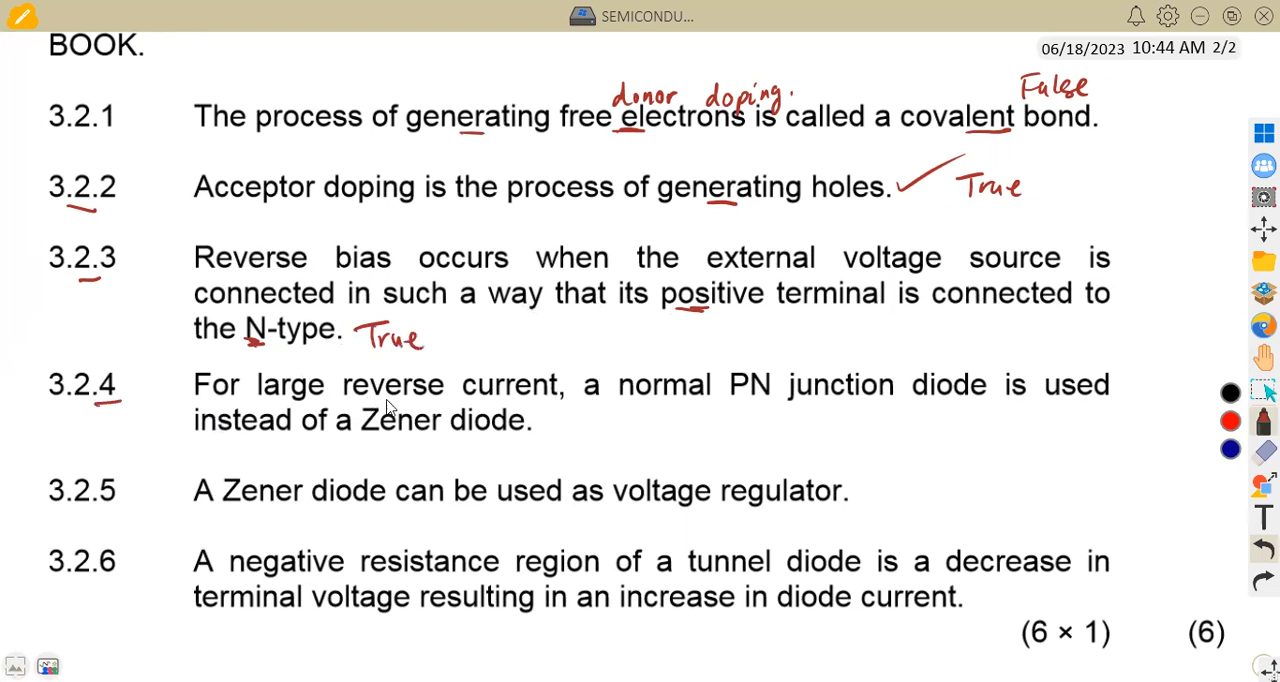 SEMICONDU...
BOOK.
06/18/2023 10:44 AM 2/2
donor doping. False
3.2.1 The process of generating free electrons is called a covalent bond.
3.2.2 Acceptor doping is the process of generating holes. True
3.2.3 Reverse bias occurs when the external voltage source is
connected in such a way that its positive terminal is connected to
the N-type. True
3.2.4 For large reverse current, a normal PN junction diode is used
instead of a Zener diode.
3.2.5 A Zener diode can be used as voltage regulator.
3.2.6 A negative resistance region of a tunnel diode is a decrease in
terminal voltage resulting in an increase in diode current.
(6 × 1) (6)